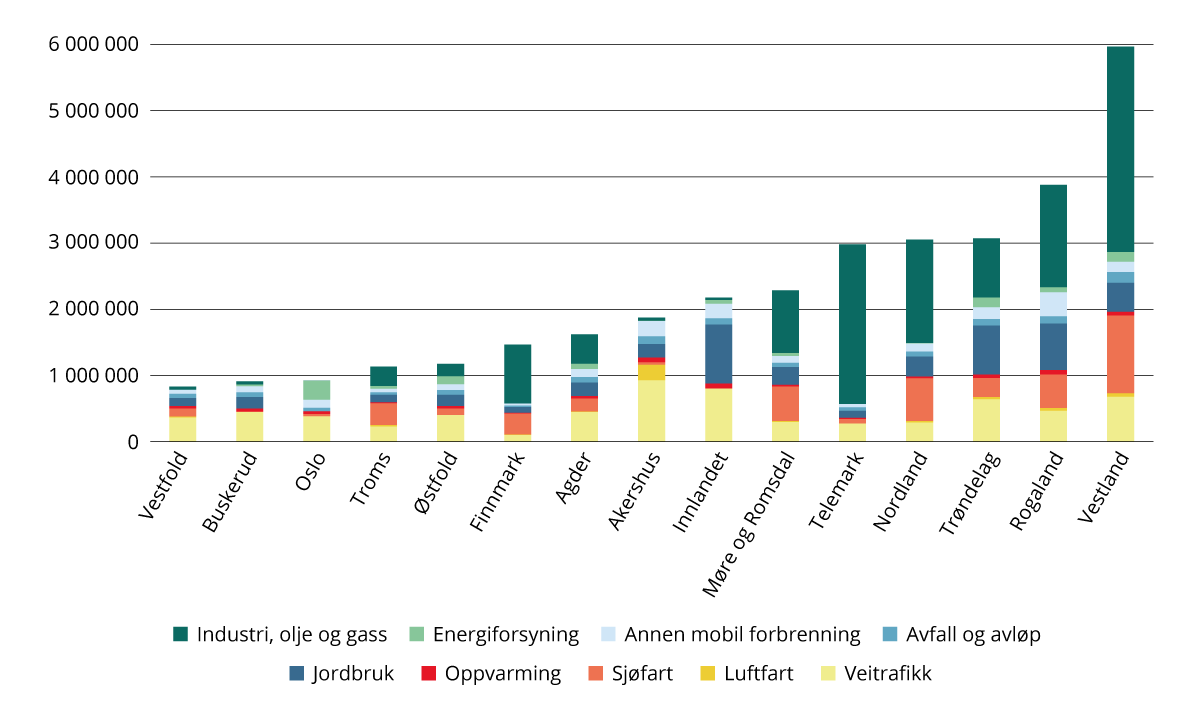 6 000 000
5 000 000
4 000 000
3 000 000
2 000 000
1 000 000
0
Vestfold
Buskerud
Oslo
Troms
Østfold
Finnmark
Agder
Akershus
Innlandet
Møre og Romsdal
Telemark
Nordland
Trøndelag
Rogaland
Vestland
Industri, olje og gass Energiforsyning Annen mobil forbrenning Avfall og avløp
Jordbruk Oppvarming Sjøfart Luftfart Veitrafikk